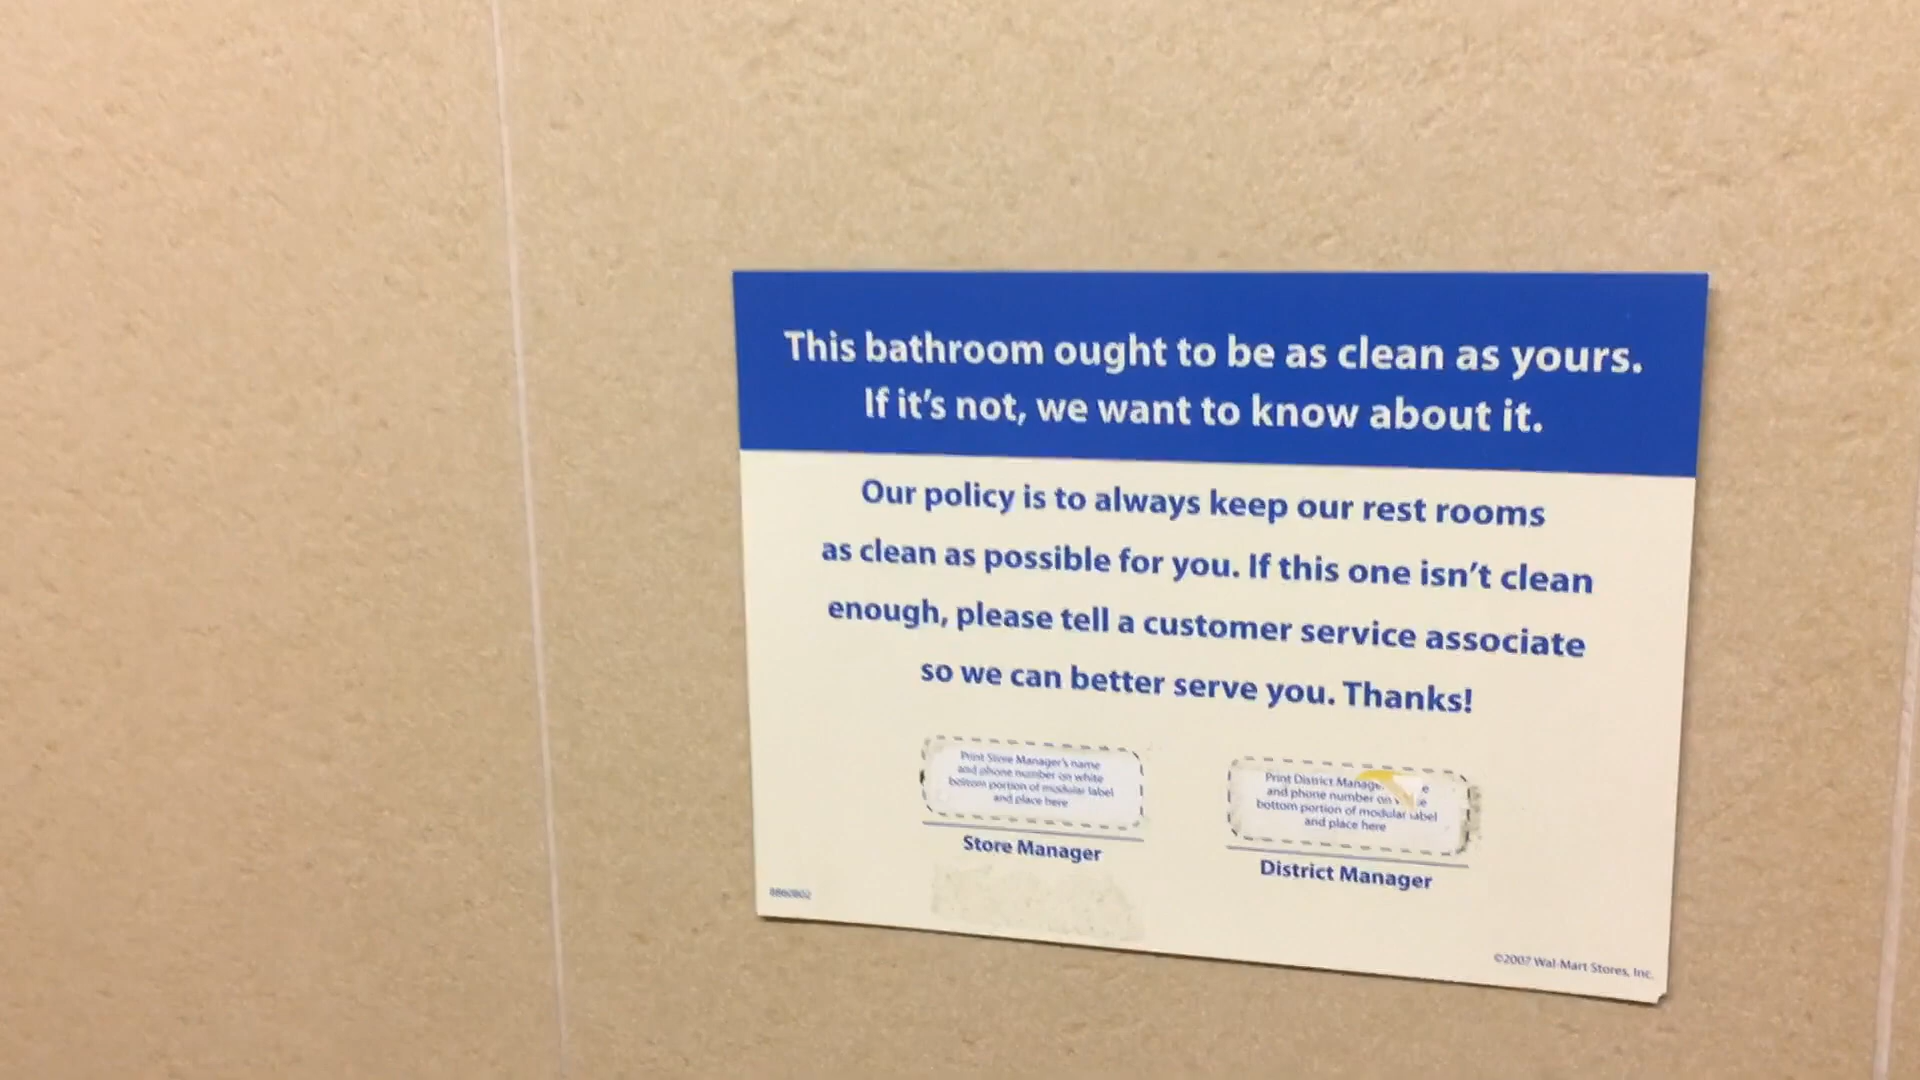 This bathroom ought to be as clean as yours.
If it's not, we want to know about it.
Our policy is to always keep our rest rooms
as clean as possible for you. If this one isn't clean
enough, please tell a customer service associate
so we can better serve you. Thanks!
Print Store Manager's name
and phone number on white
bottom portion of modular label
and place here
Store Manager
Print District Manage e
and phone number on
bottom portion of modular label
and place here
District Manager
©2007 Wal-Mart Stores, Inc.